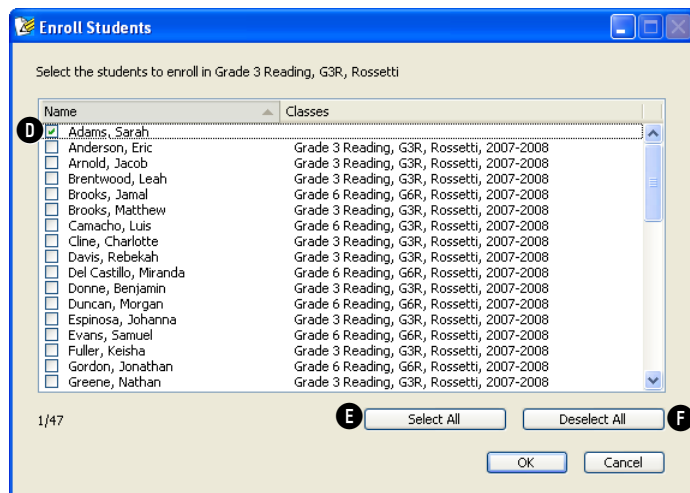 Enroll Students
Select the students to enroll in Grade 3 Reading, G3R, Rossetti
Name Classes
D Adams, Sarah
Anderson, Eric Grade 3 Reading, G3R, Rossetti, 2007-2008
Arnold, Jacob Grade 3 Reading, G3R, Rossetti, 2007-2008
Brentwood, Leah Grade 3 Reading, G3R, Rossetti, 2007-2008
Brooks, Jamal Grade 6 Reading, G6R, Rossetti, 2007-2008
Brooks, Matthew Grade 3 Reading, G3R, Rossetti, 2007-2008
Camacho, Luis Grade 6 Reading, G6R, Rossetti, 2007-2008
Cline, Charlotte Grade 3 Reading, G3R, Rossetti, 2007-2008
Davis, Rebekah Grade 3 Reading, G3R, Rossetti, 2007-2008
Del Castillo, Miranda Grade 6 Reading, G6R, Rossetti, 2007-2008
Donne, Benjamin Grade 3 Reading, G3R, Rossetti, 2007-2008
Duncan, Morgan Grade 6 Reading, G6R, Rossetti, 2007-2008
Espinosa, Johanna Grade 3 Reading, G3R, Rossetti, 2007-2008
Evans, Samuel Grade 6 Reading, G6R, Rossetti, 2007-2008
Fuller, Keisha Grade 3 Reading, G3R, Rossetti, 2007-2008
Gordon, Jonathan Grade 6 Reading, G6R, Rossetti, 2007-2008
Greene, Nathan Grade 3 Reading, G3R, Rossetti, 2007-2008
1/47 E Select All Deselect All F
OK Cancel